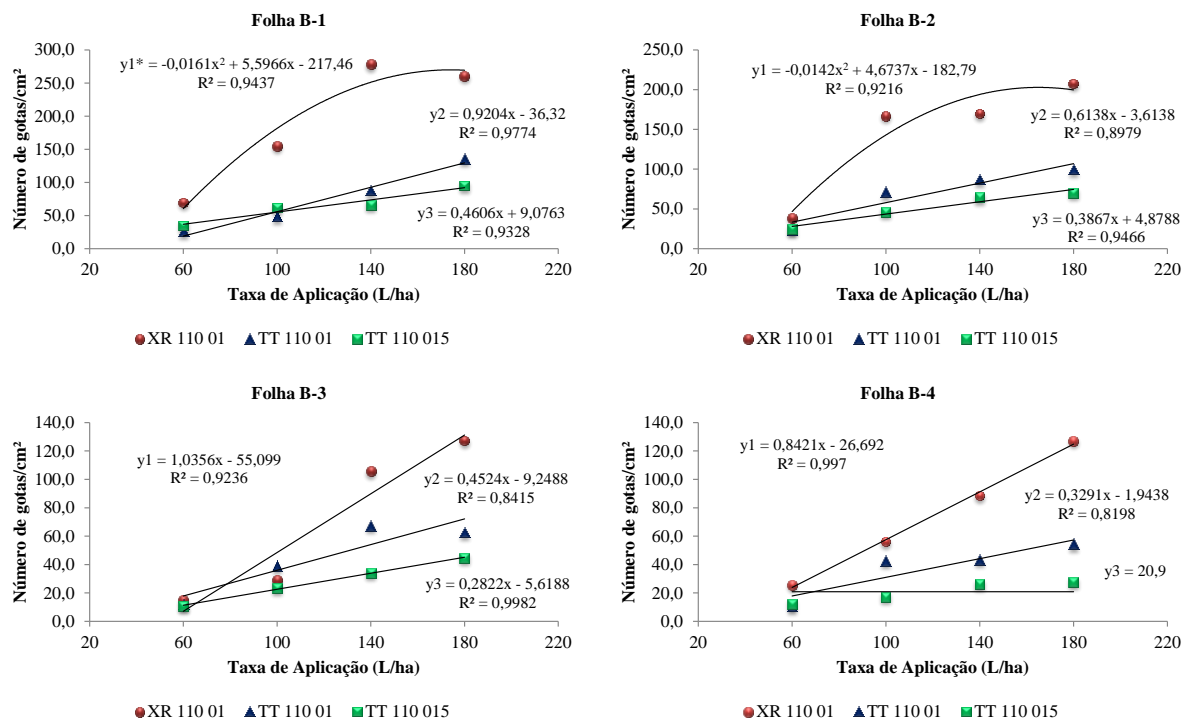 Folha B-1
Número de gotas/cm²
300,0
250,0
200,0
150,0
100,0
50,0
0,0
y1* = -0,0161x² + 5,5966x - 217,46
R² = 0,9437
y2 = 0,9204x - 36,32
R² = 0,9774
y3 = 0,4606x + 9,0763
R² = 0,9328
20 60 100 140 180 220
Taxa de Aplicação (L/ha)
XR 110 01 TT 110 01 TT 110 015
Folha B-2
Número de gotas/cm²
250,0
200,0
150,0
100,0
50,0
0,0
y1 = -0,0142x² + 4,6737x - 182,79
R² = 0,9216
y2 = 0,6138x - 3,6138
R² = 0,8979
y3 = 0,3867x + 4,8788
R² = 0,9466
20 60 100 140 180 220
Taxa de Aplicação (L/ha)
XR 110 01 TT 110 01 TT 110 015
Folha B-3
Número de gotas/cm²
140,0
120,0
100,0
80,0
60,0
40,0
20,0
0,0
y1 = 1,0356x - 55,099
R² = 0,9236
y2 = 0,4524x - 9,2488
R² = 0,8415
y3 = 0,2822x - 5,6188
R² = 0,9982
20 60 100 140 180 220
Taxa de Aplicação (L/ha)
XR 110 01 TT 110 01 TT 110 015
Folha B-4
Número de gotas/cm²
140,0
120,0
100,0
80,0
60,0
40,0
20,0
0,0
y1 = 0,8421x - 26,692
R² = 0,997
y2 = 0,3291x - 1,9438
R² = 0,8198
y3 = 20,9
20 60 100 140 180 220
Taxa de Aplicação (L/ha)
XR 110 01 TT 110 01 TT 110 015